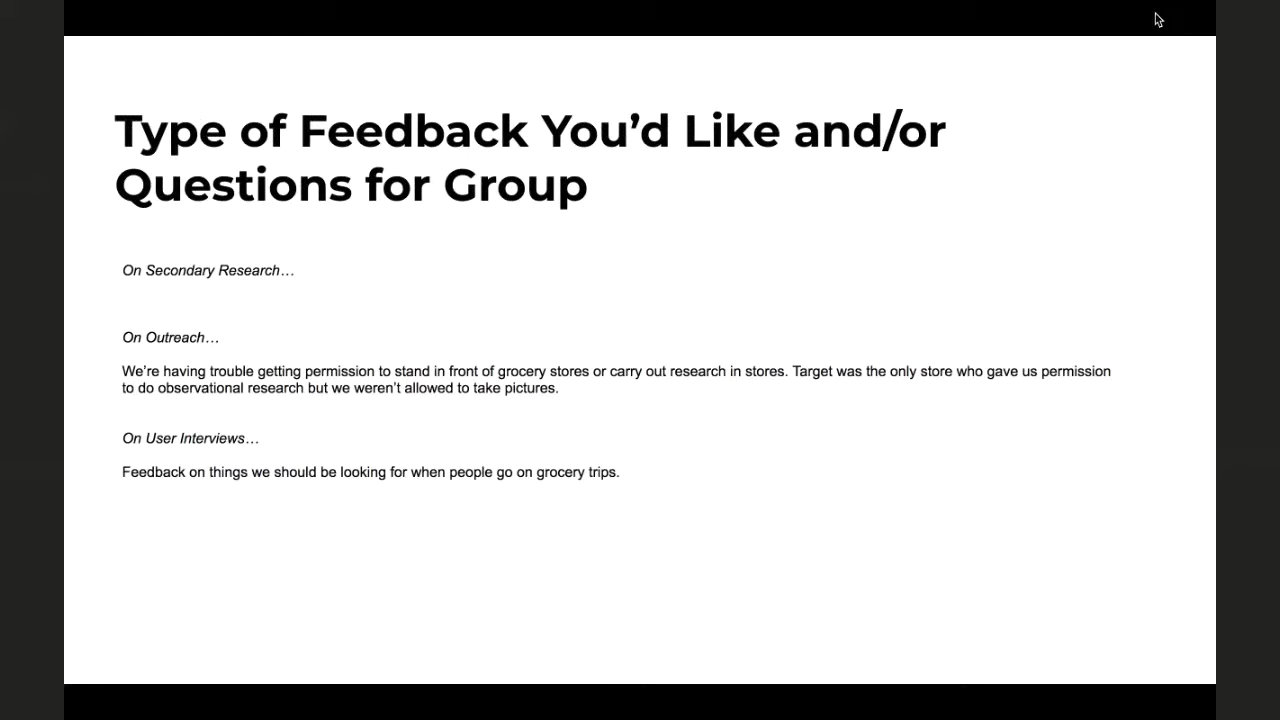 Type of Feedback You’d Like and/or
Questions for Group
On Secondary Research…
On Outreach…
We’re having trouble getting permission to stand in front of grocery stores or carry out research in stores. Target was the only store who gave us permission
to do observational research but we weren’t allowed to take pictures.
On User Interviews…
Feedback on things we should be looking for when people go on grocery trips.